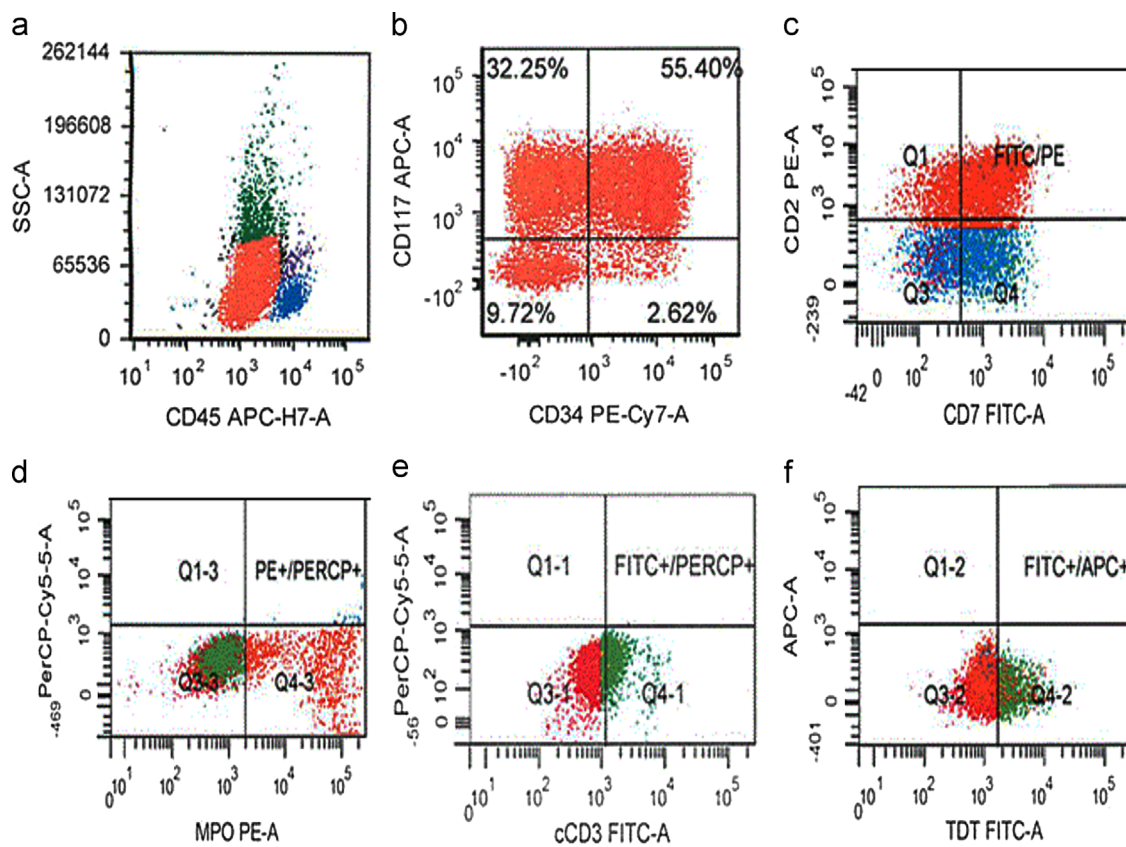 a
SSC-A
262144
196608
131072
65536
0
10¹ 10² 10³ 10⁴ 10⁵
CD45 APC-H7-A
b
CD117 APC-A
10⁵
10⁴
10³
-10²
32.25% 55.40%
9.72% 2.62%
-10² 10³ 10⁴ 10⁵
CD34 PE-Cy7-A
c
CD2 PE-A
10⁵
10⁴
10³
0
-239
Q1 FITC/PE
Q3 Q4
-42 0 10² 10³ 10⁴ 10⁵
CD7 FITC-A
d
PerCP-Cy5-5-A
10⁵
10⁴
10³
0
-469
Q1-3 PE+/PERCP+
Q3-3 Q4-3
0 10¹ 10² 10³ 10⁴ 10⁵
MPO PE-A
e
PerCP-Cy5-5-A
10⁵
10⁴
10³
10²
0
-56
Q1-1 FITC+/PERCP+
Q3-1 Q4-1
0 10¹ 10² 10³ 10⁴ 10⁵
cCD3 FITC-A
f
APC-A
10⁵
10⁴
10³
0
-401
Q1-2 FITC+/APC+
Q3-2 Q4-2
0 10¹ 10² 10³ 10⁴ 10⁵
TDT FITC-A